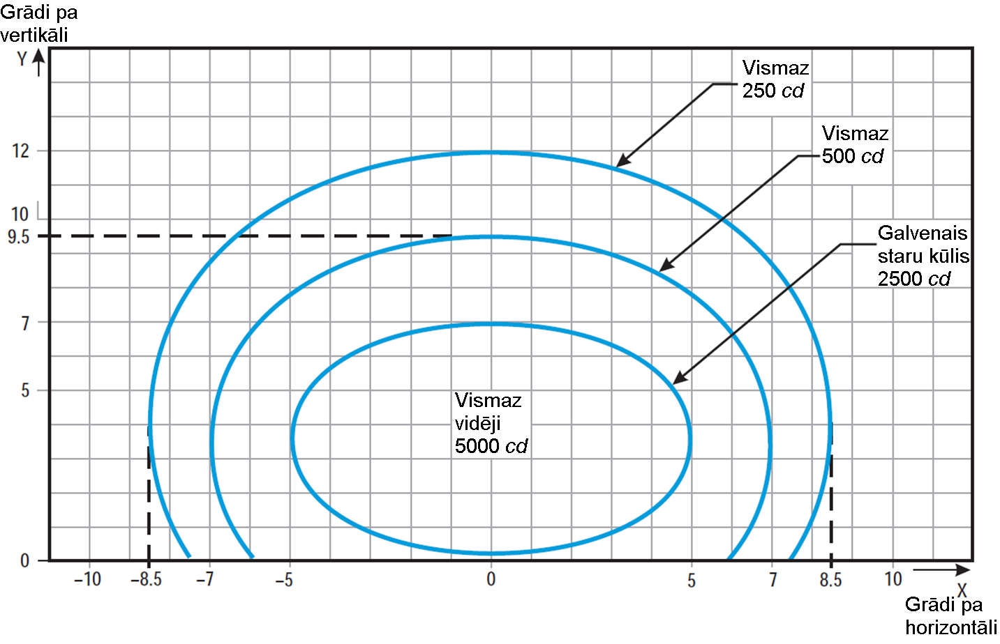 Grādi pa
vertikāli
Y
Vismaz
250 cd
Vismaz
500 cd
12
10
9.5
Galvenais
staru kūlis
2500 cd
7
5
Vismaz
vidēji
5000 cd
0
–10 –8.5 –7 –5 0 5 7 8.5 10
X
Grādi pa
horizontāli